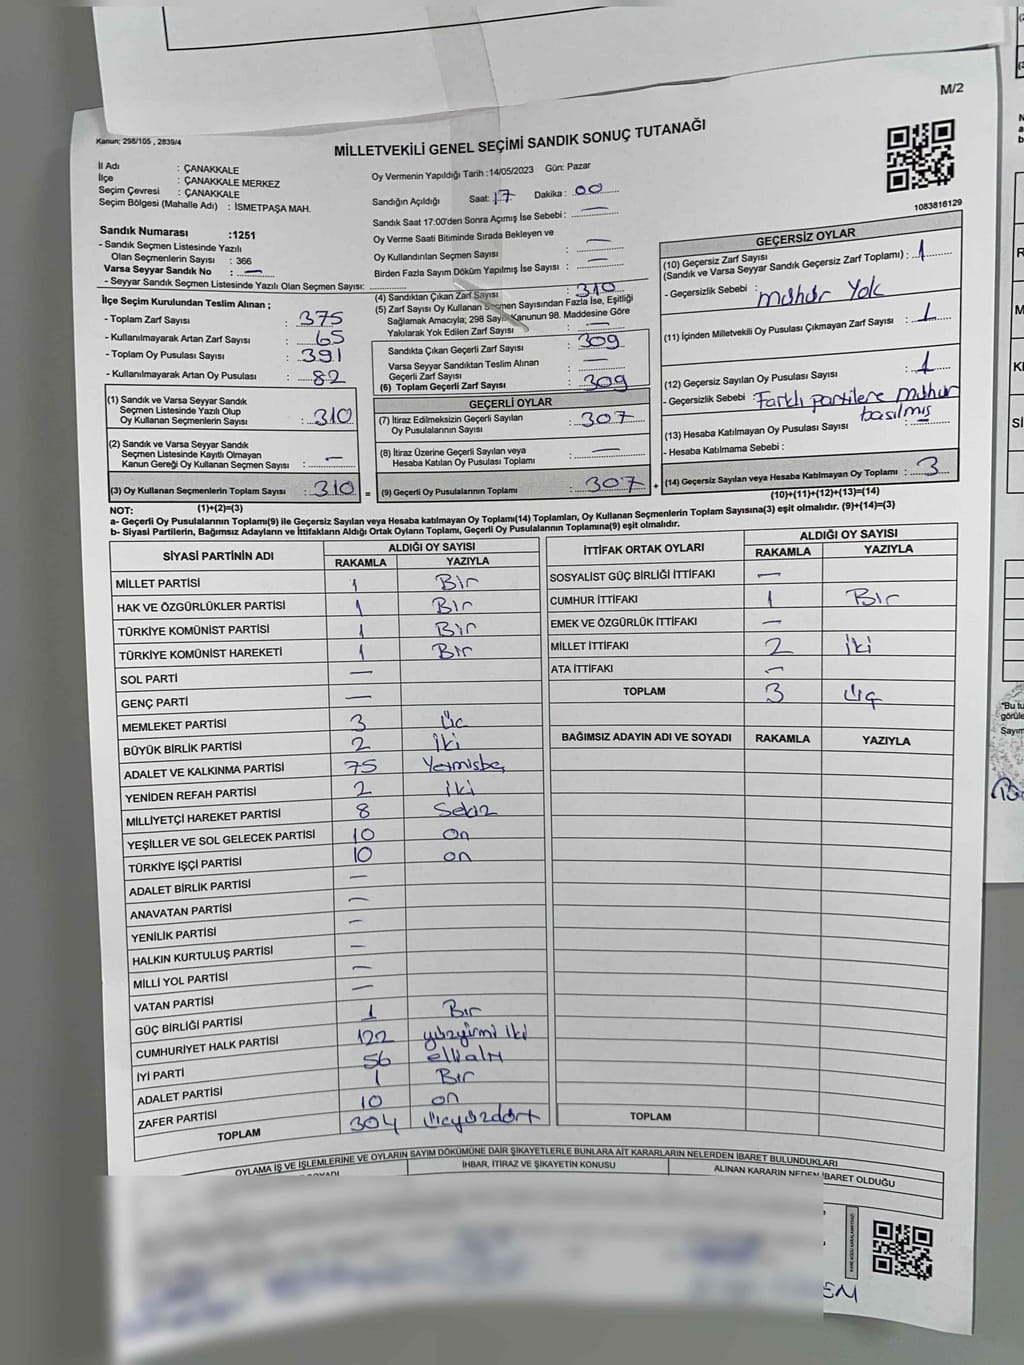 M/2
Kanun: 298/105 , 2839/4
MİLLETVEKİLİ GENEL SEÇİMİ SANDIK SONUÇ TUTANAĞI
İl Adı : ÇANAKKALE
İlçe : ÇANAKKALE MERKEZ
Seçim Çevresi : ÇANAKKALE
Seçim Bölgesi (Mahalle Adı) : İSMETPAŞA MAH.
Oy Vermenin Yapıldığı Tarih :14/05/2023 Gün: Pazar
Sandığın Açıldığı Saat: 17 Dakika : 00
Sandık Saat 17:00'den Sonra Açımış İse Sebebi : —
Oy Verme Saati Bitiminde Sırada Bekleyen ve
Oy Kullandırılan Seçmen Sayısı : —
Birden Fazla Sayım Döküm Yapılmış İse Sayısı : —
1083816129
Sandık Numarası :1251
- Sandık Seçmen Listesinde Yazılı
Olan Seçmenlerin Sayısı : 366
Varsa Seyyar Sandık No : —
- Seyyar Sandık Seçmen Listesinde Yazılı Olan Seçmen Sayısı:
İlçe Seçim Kurulundan Teslim Alınan ;
- Toplam Zarf Sayısı : 375
- Kullanılmayarak Artan Zarf Sayısı : 65
- Toplam Oy Pusulası Sayısı : 391
- Kullanılmayarak Artan Oy Pusulası : 82
(1) Sandık ve Varsa Seyyar Sandık
Seçmen Listesinde Yazılı Olup
Oy Kullanan Seçmenlerin Sayısı : 310
(2) Sandık ve Varsa Seyyar Sandık
Seçmen Listesinde Kayıtlı Olmayan
Kanun Gereği Oy Kullanan Seçmen Sayısı : —
(3) Oy Kullanan Seçmenlerin Toplam Sayısı : 310 =
(1)+(2)=(3)
(4) Sandıktan Çıkan Zarf Sayısı : 310
(5) Zarf Sayısı Oy Kullanan Seçmen Sayısından Fazla İse, Eşitliği
Sağlamak Amacıyla; 298 Sayılı Kanunun 98. Maddesine Göre
Yakılarak Yok Edilen Zarf Sayısı : —
Sandıkta Çıkan Geçerli Zarf Sayısı : 309
Varsa Seyyar Sandıktan Teslim Alınan
Geçerli Zarf Sayısı : —
(6) Toplam Geçerli Zarf Sayısı : 309
GEÇERLİ OYLAR
(7) İtiraz Edilmeksizin Geçerli Sayılan
Oy Pusulalarının Sayısı : 307
(8) İtiraz Üzerine Geçerli Sayılan veya
Hesaba Katılan Oy Pusulası Toplamı : —
(9) Geçerli Oy Pusulalarının Toplamı : 307 +
GEÇERSİZ OYLAR
(10) Geçersiz Zarf Sayısı
(Sandık ve Varsa Seyyar Sandık Geçersiz Zarf Toplamı) : 1
- Geçersizlik Sebebi : mühür Yok
(11) İçinden Milletvekili Oy Pusulası Çıkmayan Zarf Sayısı : 1
(12) Geçersiz Sayılan Oy Pusulası Sayısı : 1
- Geçersizlik Sebebi : Farklı partilere mühür
basılmış
(13) Hesaba Katılmayan Oy Pusulası Sayısı :
- Hesaba Katılmama Sebebi :
(14) Geçersiz Sayılan veya Hesaba Katılmayan Oy Toplamı : 3
(10)+(11)+(12)+(13)=(14)
NOT:
a- Geçerli Oy Pusulalarının Toplamı(9) ile Geçersiz Sayılan veya Hesaba katılmayan Oy Toplamı(14) Toplamları, Oy Kullanan Seçmenlerin Toplam Sayısına(3) eşit olmalıdır. (9)+(14)=(3)
b- Siyasi Partilerin, Bağımsız Adayların ve İttifakların Aldığı Ortak Oyların Toplamı, Geçerli Oy Pusulalarının Toplamına(9) eşit olmalıdır.
SİYASİ PARTİNİN ADI ALDIĞI OY SAYISI
RAKAMLA YAZIYLA
MİLLET PARTİSİ 1 Bir
HAK VE ÖZGÜRLÜKLER PARTİSİ 1 Bir
TÜRKİYE KOMÜNİST PARTİSİ 1 Bir
TÜRKİYE KOMÜNİST HAREKETİ 1 Bir
SOL PARTİ —
GENÇ PARTİ —
MEMLEKET PARTİSİ 3 Üç
BÜYÜK BİRLİK PARTİSİ 2 İki
ADALET VE KALKINMA PARTİSİ 75 Yetmişbeş
YENİDEN REFAH PARTİSİ 2 İki
MİLLİYETÇİ HAREKET PARTİSİ 8 Sekiz
YEŞİLLER VE SOL GELECEK PARTİSİ 10 On
TÜRKİYE İŞÇİ PARTİSİ 10 on
ADALET BİRLİK PARTİSİ —
ANAVATAN PARTİSİ —
YENİLİK PARTİSİ —
HALKIN KURTULUŞ PARTİSİ —
MİLLİ YOL PARTİSİ —
VATAN PARTİSİ —
GÜÇ BİRLİĞİ PARTİSİ 1 Bir
CUMHURİYET HALK PARTİSİ 122 yüzyirmi iki
İYİ PARTİ 56 ellialtı
ADALET PARTİSİ 1 Bir
ZAFER PARTİSİ 10 on
TOPLAM 304 Üçyüzdört
İTTİFAK ORTAK OYLARI ALDIĞI OY SAYISI
RAKAMLA YAZIYLA
SOSYALİST GÜÇ BİRLİĞİ İTTİFAKI —
CUMHUR İTTİFAKI 1 Bir
EMEK VE ÖZGÜRLÜK İTTİFAKI —
MİLLET İTTİFAKI 2 İki
ATA İTTİFAKI —
TOPLAM 3 Üç
BAĞIMSIZ ADAYIN ADI VE SOYADI RAKAMLA YAZIYLA
TOPLAM
OYLAMA İŞ VE İŞLEMLERİNE VE OYLARIN SAYIM DÖKÜMÜNE DAİR ŞİKAYETLERLE BUNLARA AİT KARARLARIN NELERDEN İBARET BULUNDUKLARI
İHBAR, İTİRAZ VE ŞİKAYETİN KONUSU
ALINAN KARARIN NEDEN İBARET OLDUĞU